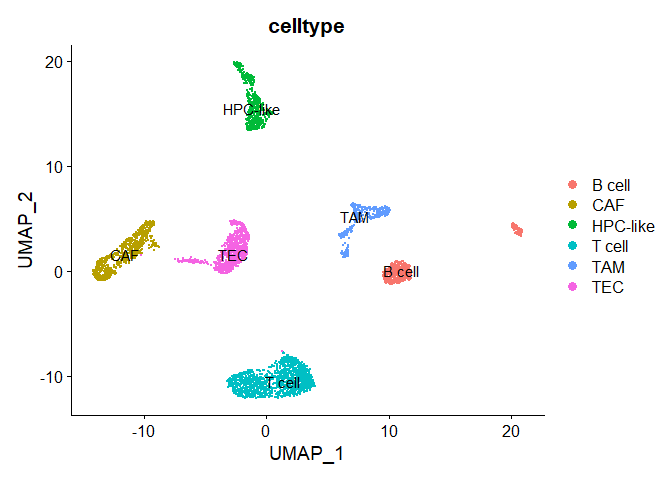 celltype
20
10
0
-10
UMAP_2
-10
0
10
20
UMAP_1
HPC-like
TAM
CAF
TEC
B cell
T cell
B cell
CAF
HPC-like
T cell
TAM
TEC